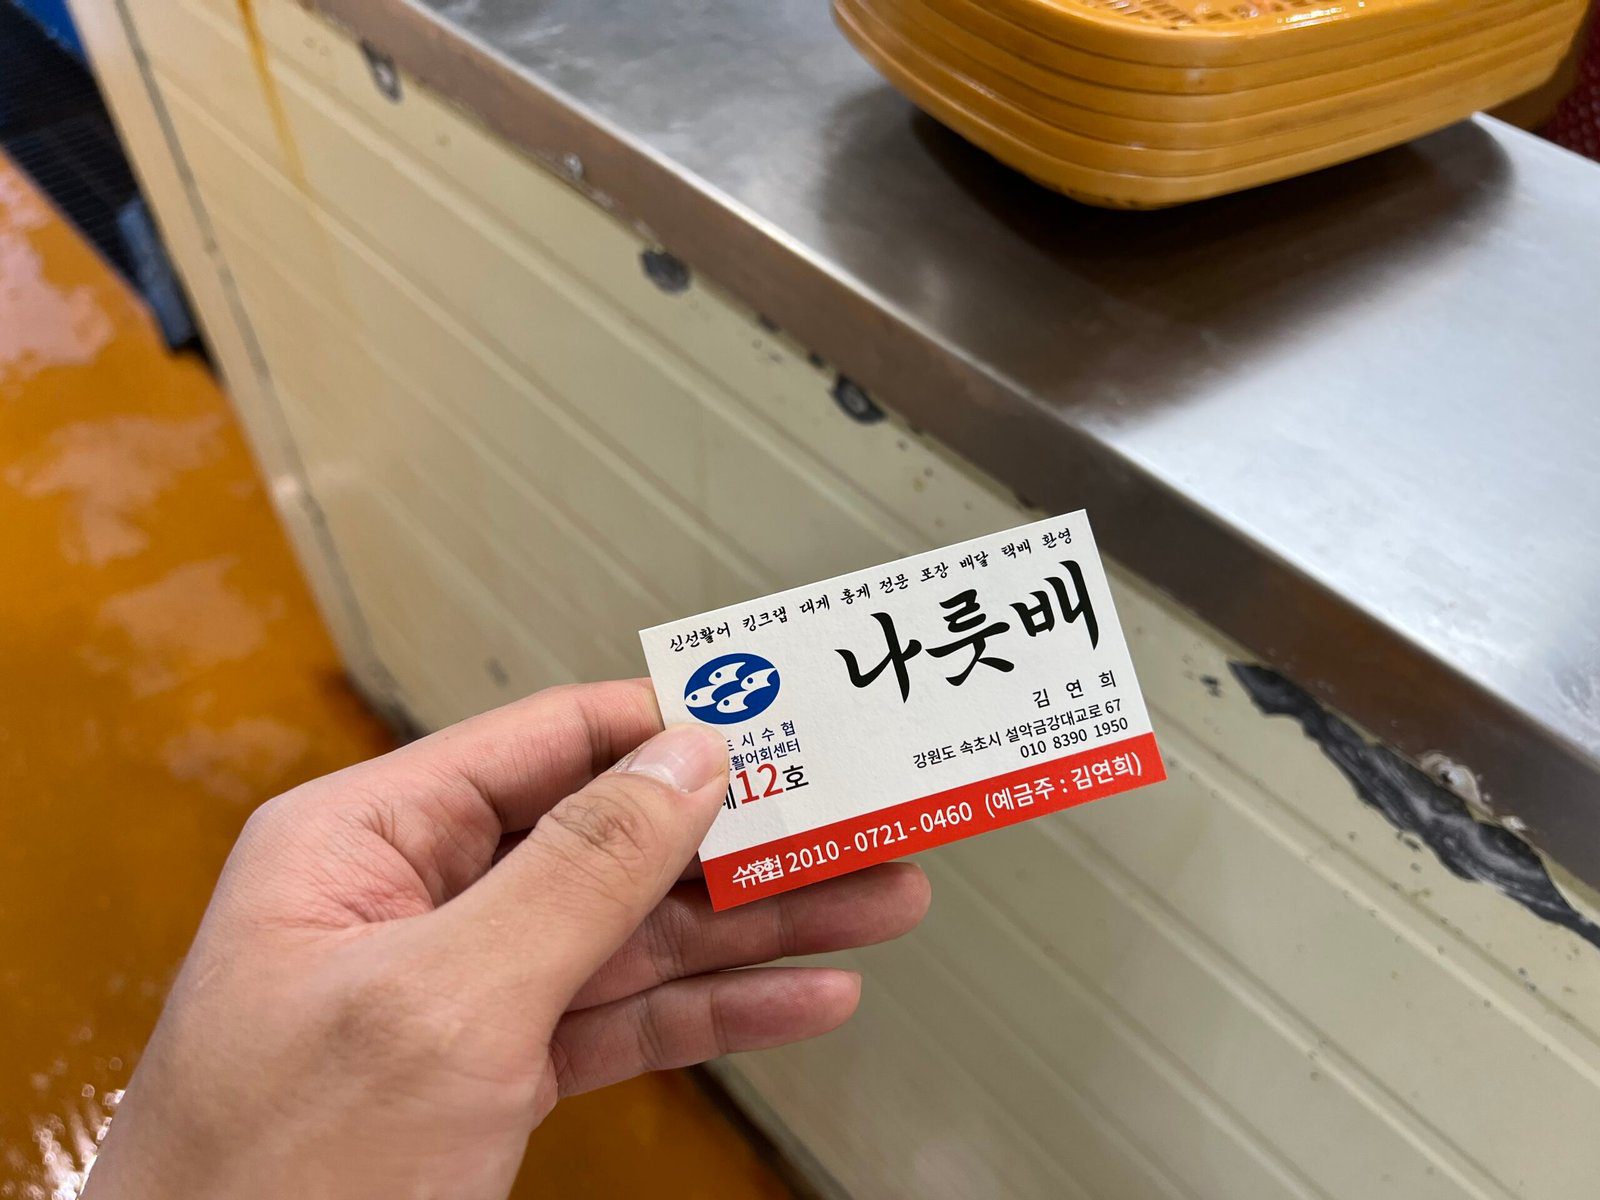 신선활어 킹크랩 대게 홍게 전문 포장 배달 택배 환영
나룻배
시수협
활어회센터
12호
김연희
강원도 속초시 설악금강대교로 67
010 8390 1950
수협 2010-0721-0460 (예금주 : 김연희)